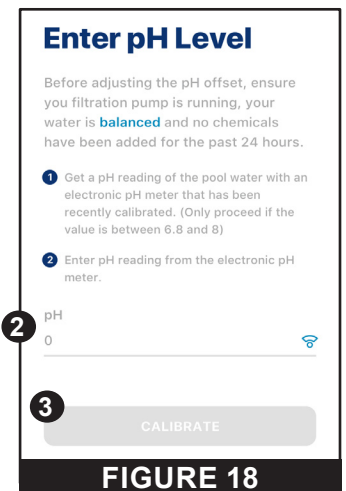 Enter pH Level
Before adjusting the pH offset, ensure
you filtration pump is running, your
water is balanced and no chemicals
have been added for the past 24 hours.
1 Get a pH reading of the pool water with an
electronic pH meter that has been
recently calibrated. (Only proceed if the
value is between 6.8 and 8)
2 Enter pH reading from the electronic pH
meter.
pH
2
0
3
CALIBRATE
FIGURE 18